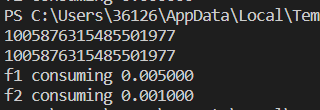 PS C:\Users\36126\AppData\Local\Tem
1005876315485501977
1005876315485501977
f1 consuming 0.005000
f2 consuming 0.001000